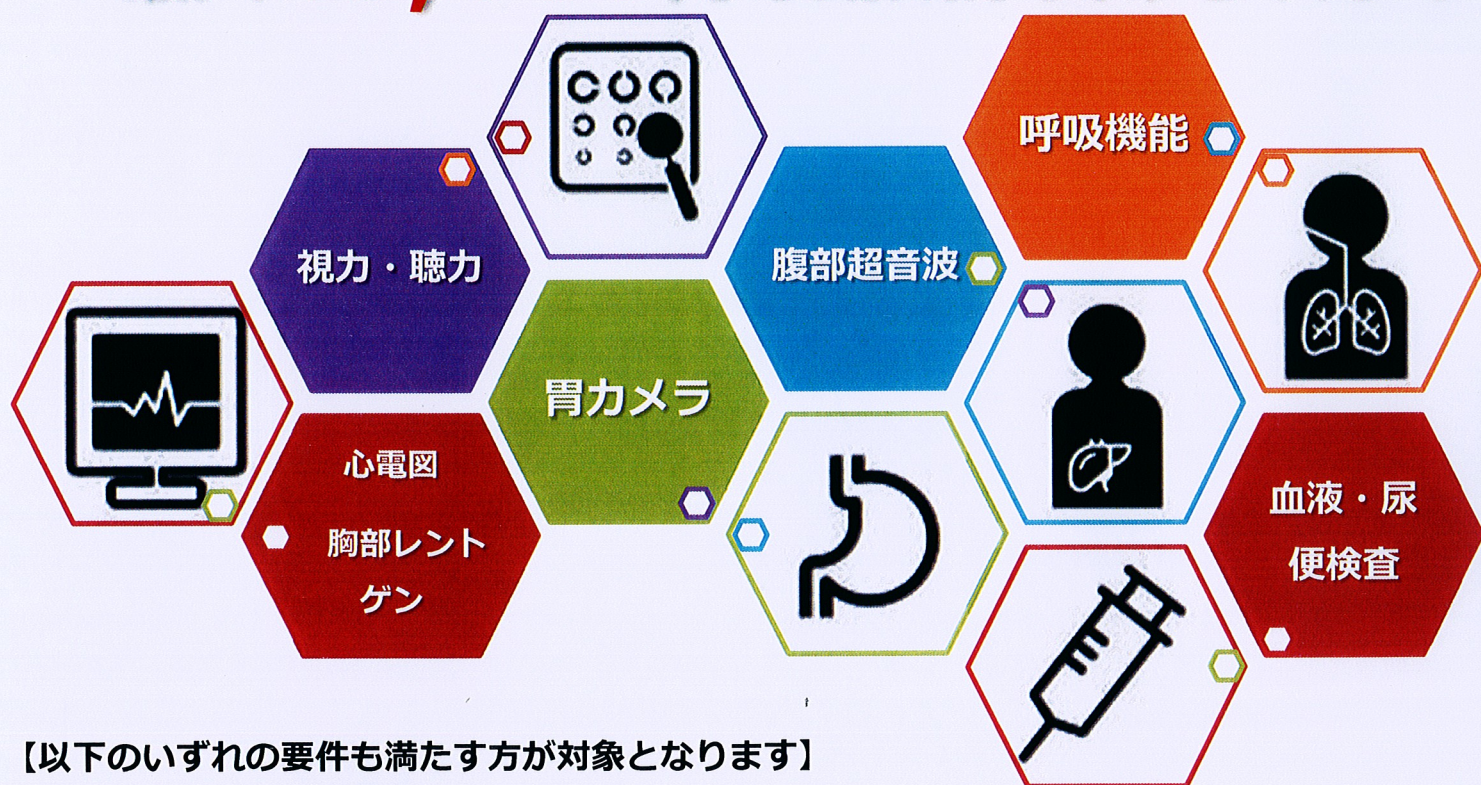 呼吸機能
視力・聴力
腹部超音波
胃カメラ
心電図
胸部レント
ゲン
血液・尿
便検査
【以下のいずれの要件も満たす方が対象となります】